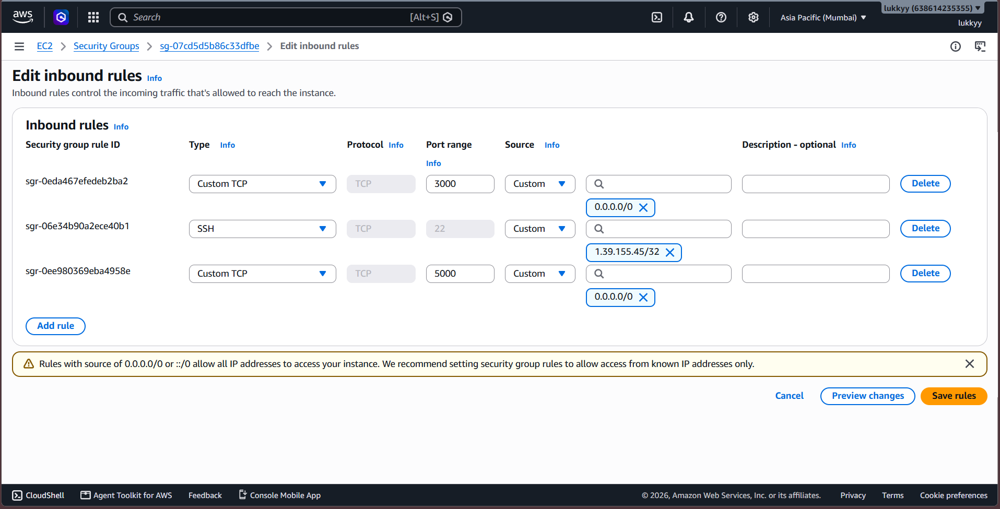 aws Search [Alt+S] Asia Pacific (Mumbai) lukkyy (638614235355)
lukkyy
EC2 Security Groups sg-07cd5d5b86c33dfbe Edit inbound rules
Edit inbound rules Info
Inbound rules control the incoming traffic that's allowed to reach the instance.
Inbound rules Info
Security group rule ID Type Info Protocol Info Port range Source Info Description - optional Info
Info
sgr-0eda467efedeb2ba2 Custom TCP TCP 3000 Custom Delete
0.0.0.0/0
sgr-06e34b90a2ece40b1 SSH TCP 22 Custom Delete
1.39.155.45/32
sgr-0ee980369eba4958e Custom TCP TCP 5000 Custom Delete
0.0.0.0/0
Add rule
Rules with source of 0.0.0.0/0 or ::/0 allow all IP addresses to access your instance. We recommend setting security group rules to allow access from known IP addresses only.
Cancel Preview changes Save rules
CloudShell Agent Toolkit for AWS Feedback Console Mobile App © 2026, Amazon Web Services, Inc. or its affiliates. Privacy Terms Cookie preferences